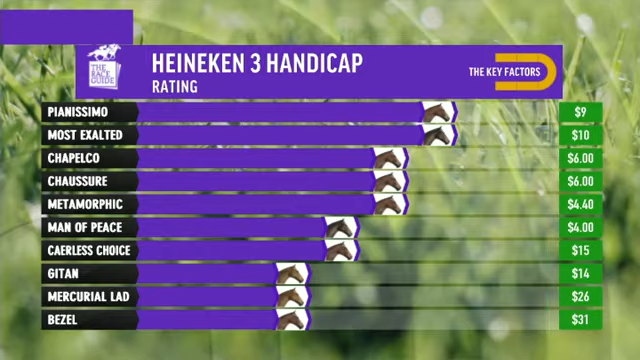 THE
RACE
GUIDE
HEINEKEN 3 HANDICAP
RATING
THE KEY FACTORS
PIANISSIMO $9
MOST EXALTED $10
CHAPELCO $6.00
CHAUSSURE $6.00
METAMORPHIC $4.40
MAN OF PEACE $4.00
CAERLESS CHOICE $15
GITAN $14
MERCURIAL LAD $26
BEZEL $31